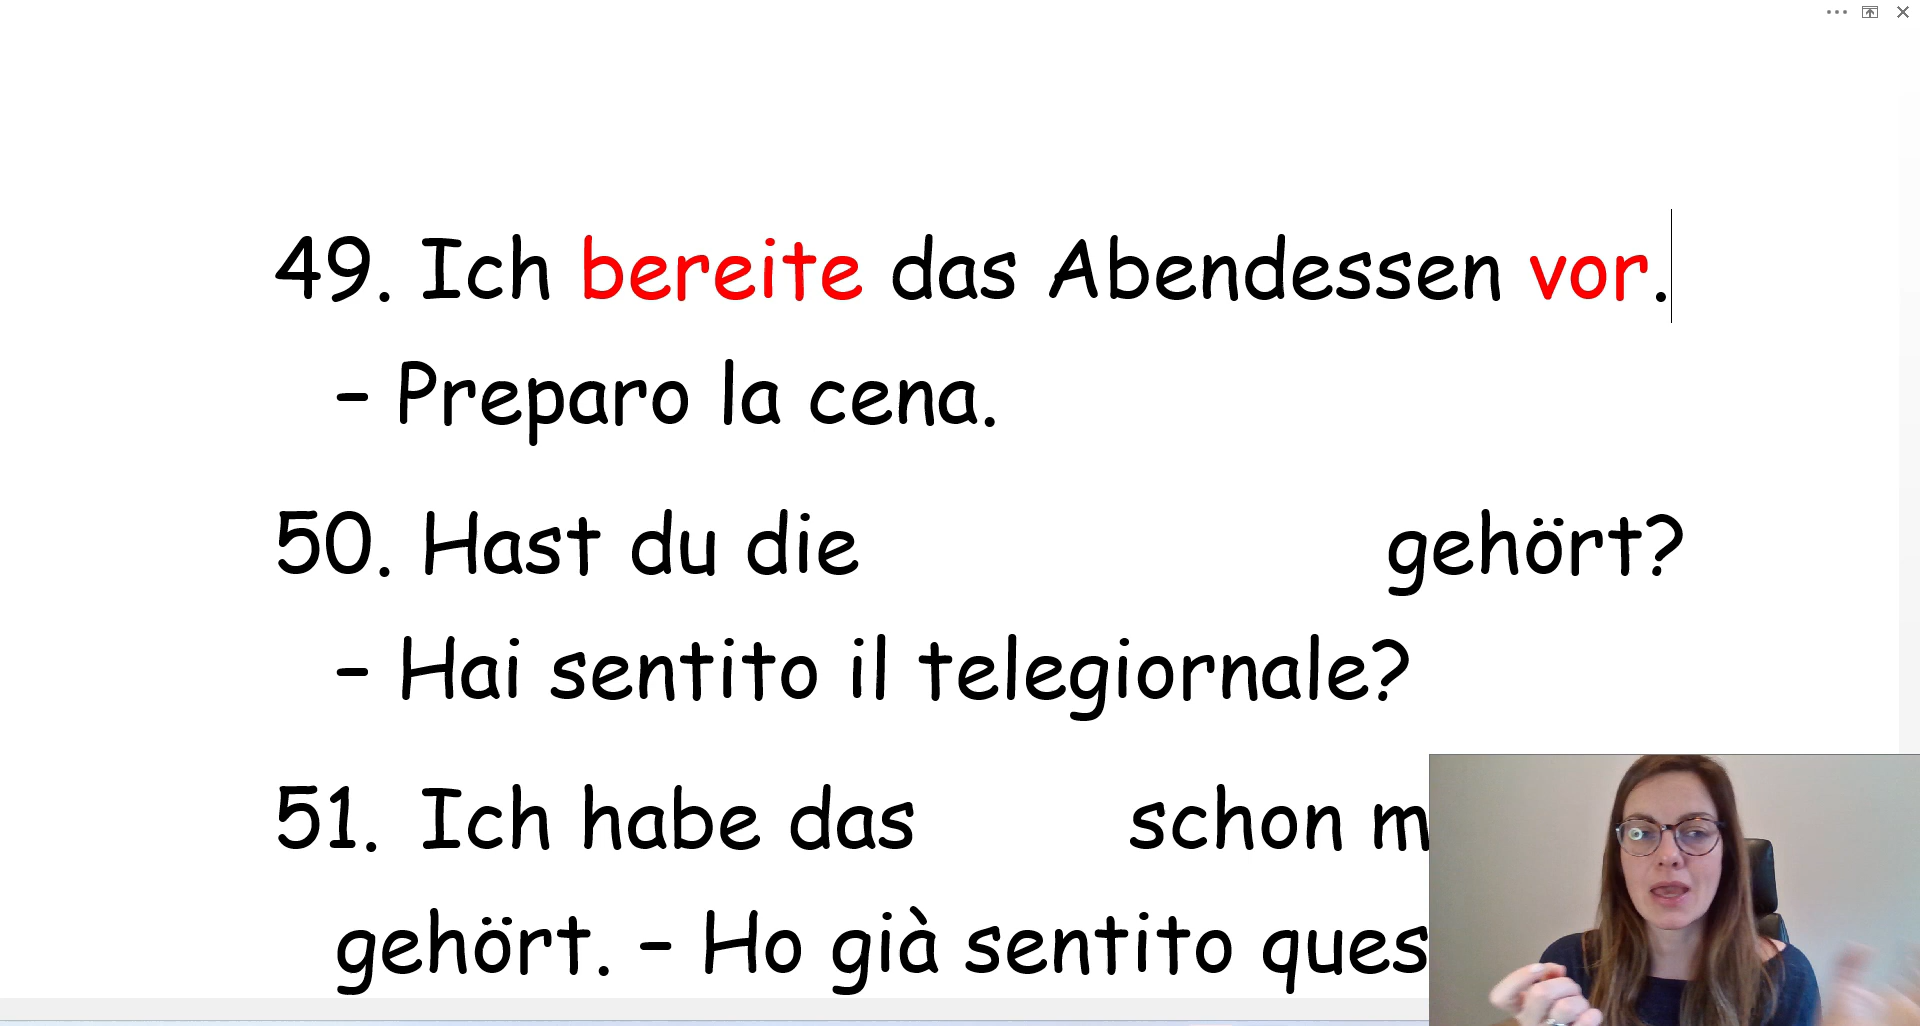 49. Ich bereite das Abendessen vor.
– Preparo la cena.
50. Hast du die gehört?
– Hai sentito il telegiornale?
51. Ich habe das schon m
gehört. – Ho già sentito ques